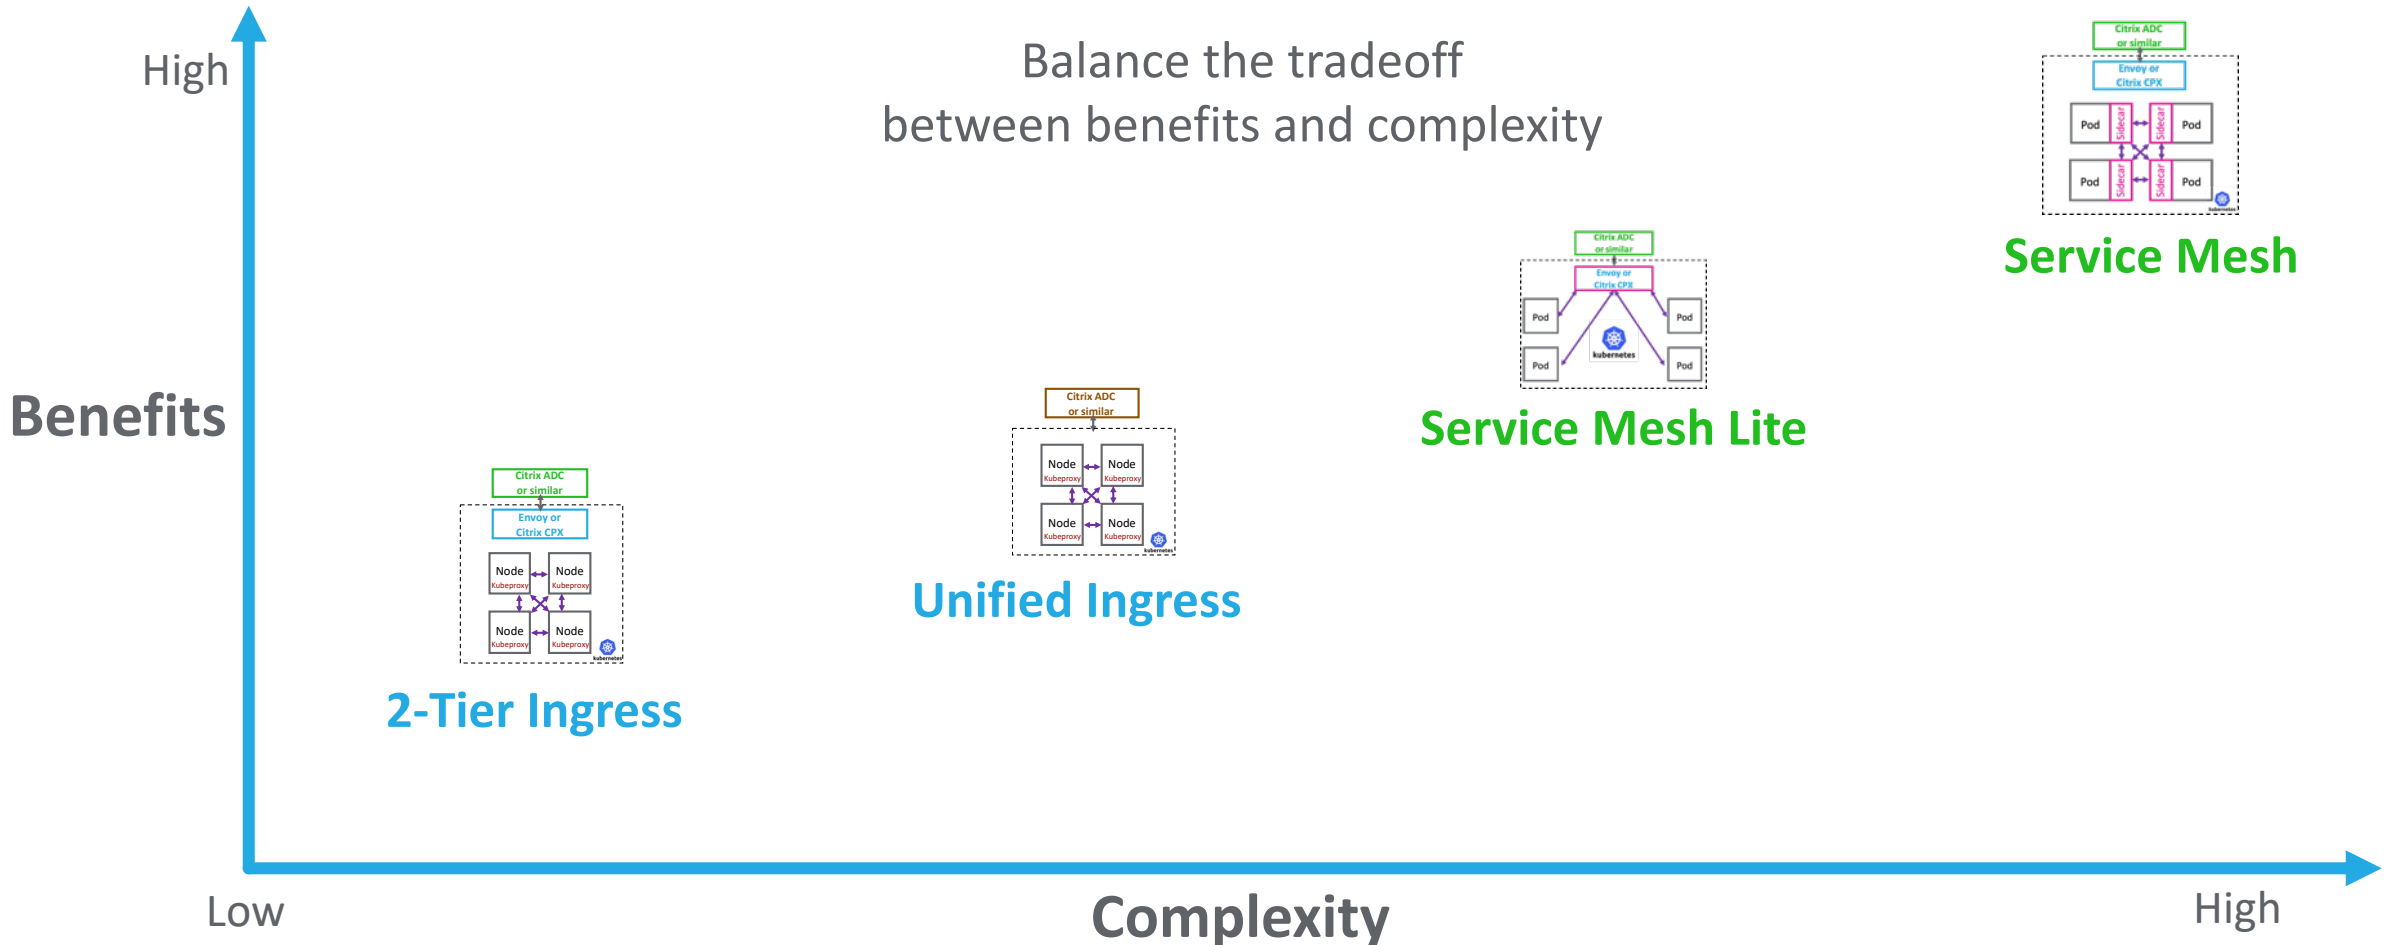 High
Balance the tradeoff
between benefits and complexity
Benefits
Citrix ADC
or similar
Envoy or
Citrix CPX
Pod
Sidecar
Sidecar
Pod
Pod
Sidecar
Sidecar
Pod
kubernetes
Service Mesh
Citrix ADC
or similar
Envoy or
Citrix CPX
Pod
Pod
kubernetes
Pod
Pod
Service Mesh Lite
Citrix ADC
or similar
Node
Kubeproxy
Node
Kubeproxy
Node
Kubeproxy
Node
Kubeproxy
kubernetes
Unified Ingress
Citrix ADC
or similar
Envoy or
Citrix CPX
Node
Kubeproxy
Node
Kubeproxy
Node
Kubeproxy
Node
Kubeproxy
kubernetes
2-Tier Ingress
Low
Complexity
High